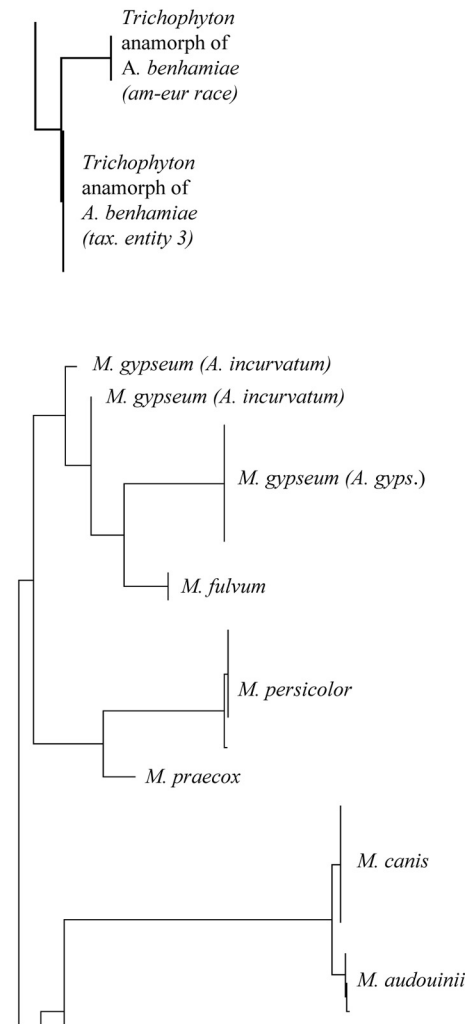 Trichophyton
anamorph of
A. benhamiae
(am-eur race)
Trichophyton
anamorph of
A. benhamiae
(tax. entity 3)
M. gypseum (A. incurvatum)
M. gypseum (A. incurvatum)
M. gypseum (A. gyps.)
M. fulvum
M. persicolor
M. praecox
M. canis
M. audouinii